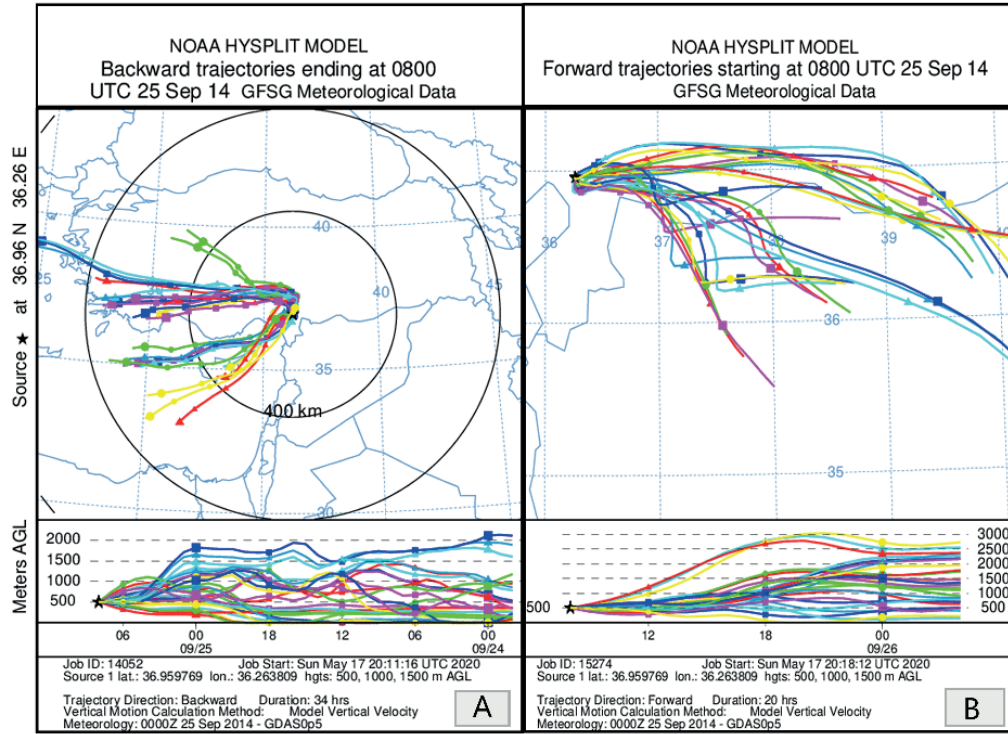 NOAA HYSPLIT MODEL
Backward trajectories ending at 0800
UTC 25 Sep 14 GFSG Meteorological Data
Source ★ at 36.96 N 36.26 E
40
45
40
35
35
400 km
30
Meters AGL
2000
1500
1000
500
06 00 18 12 06 00
09/25 09/24
Job ID: 14052 Job Start: Sun May 17 20:11:16 UTC 2020
Source 1 lat.: 36.959769 lon.: 36.263809 hgts: 500, 1000, 1500 m AGL
Trajectory Direction: Backward Duration: 34 hrs
Vertical Motion Calculation Method: Model Vertical Velocity
Meteorology: 0000Z 25 Sep 2014 - GDAS0p5
A
NOAA HYSPLIT MODEL
Forward trajectories starting at 0800 UTC 25 Sep 14
GFSG Meteorological Data
36 37 38 39 40
36
35
3000
2500
2000
1500
1000
500
500
12 18 00
09/26
Job ID: 15274 Job Start: Sun May 17 20:18:12 UTC 2020
Source 1 lat.: 36.959769 lon.: 36.263809 hgts: 500, 1000, 1500 m AGL
Trajectory Direction: Forward Duration: 20 hrs
Vertical Motion Calculation Method: Model Vertical Velocity
Meteorology: 0000Z 25 Sep 2014 - GDAS0p5
B